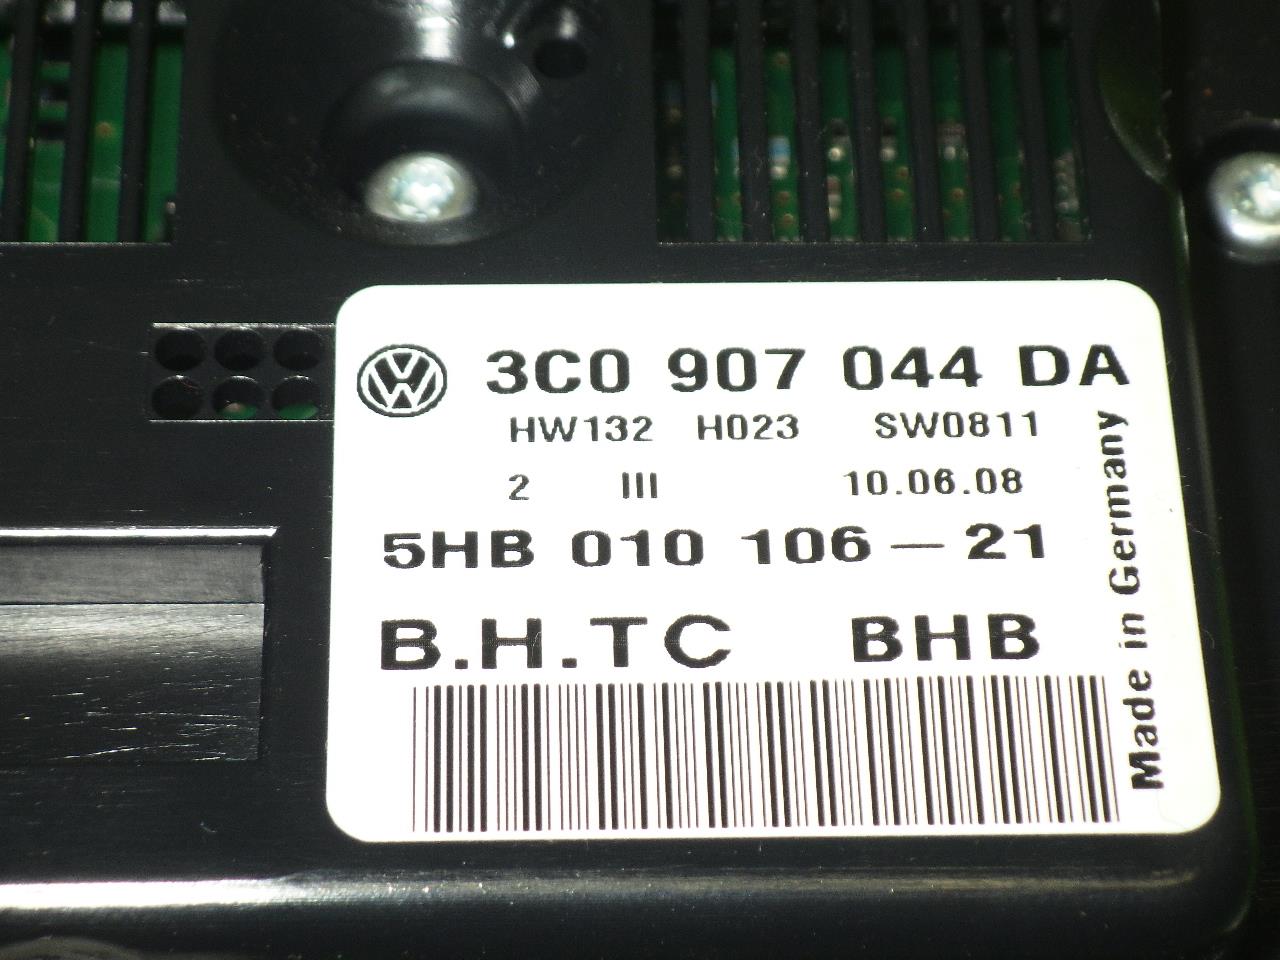 3C0 907 044 DA
HW132 H023 SW0811
2 III 10.06.08
5HB 010 106 – 21
B.H.TC BHB
Made in Germany